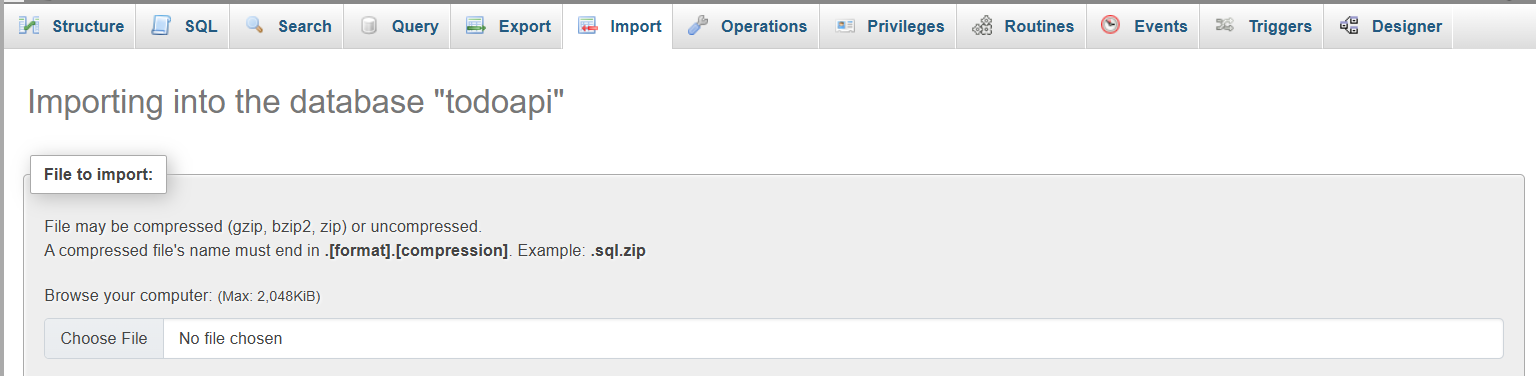 Structure SQL Search Query Export Import Operations Privileges Routines Events Triggers Designer
Importing into the database "todoapi"
File to import:
File may be compressed (gzip, bzip2, zip) or uncompressed.
A compressed file's name must end in .[format].[compression]. Example: .sql.zip
Browse your computer: (Max: 2,048KiB)
Choose File No file chosen